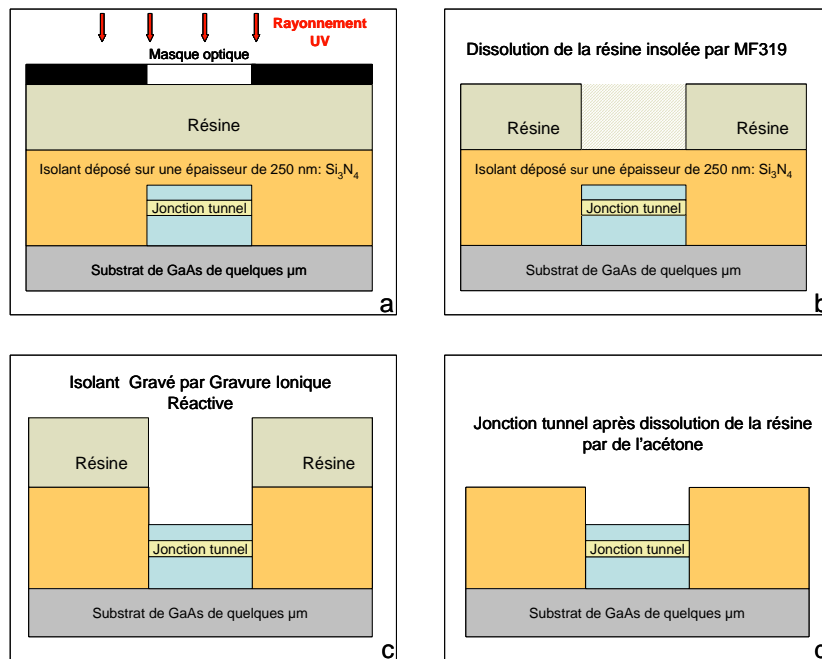 Rayonnement
UV
Masque optique
Résine
Isolant déposé sur une épaisseur de 250 nm: Si3N4
Jonction tunnel
Substrat de GaAs de quelques µm
a
Dissolution de la résine insolée par MF319
Résine Résine
Isolant déposé sur une épaisseur de 250 nm: Si3N4
Jonction tunnel
Substrat de GaAs de quelques µm
b
Isolant Gravé par Gravure Ionique
Réactive
Résine Résine
Jonction tunnel
Substrat de GaAs de quelques µm
c
Jonction tunnel après dissolution de la résine
par de l'acétone
Jonction tunnel
Substrat de GaAs de quelques µm